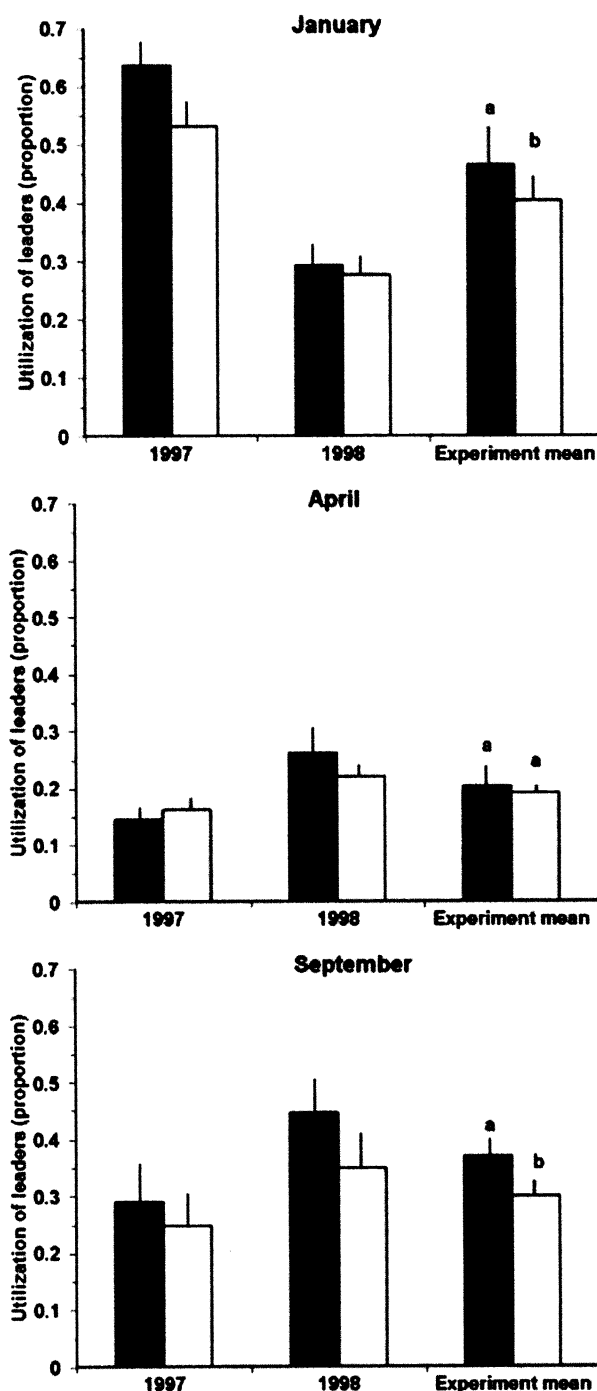 January
Utilization of leaders (proportion)
0.7
0.6
0.5
0.4
0.3
0.2
0.1
0
a
b
1997 1998 Experiment mean
April
Utilization of leaders (proportion)
0.7
0.6
0.5
0.4
0.3
0.2
0.1
0
a a
1997 1998 Experiment mean
September
Utilization of leaders (proportion)
0.7
0.6
0.5
0.4
0.3
0.2
0.1
0
a
b
1997 1998 Experiment mean